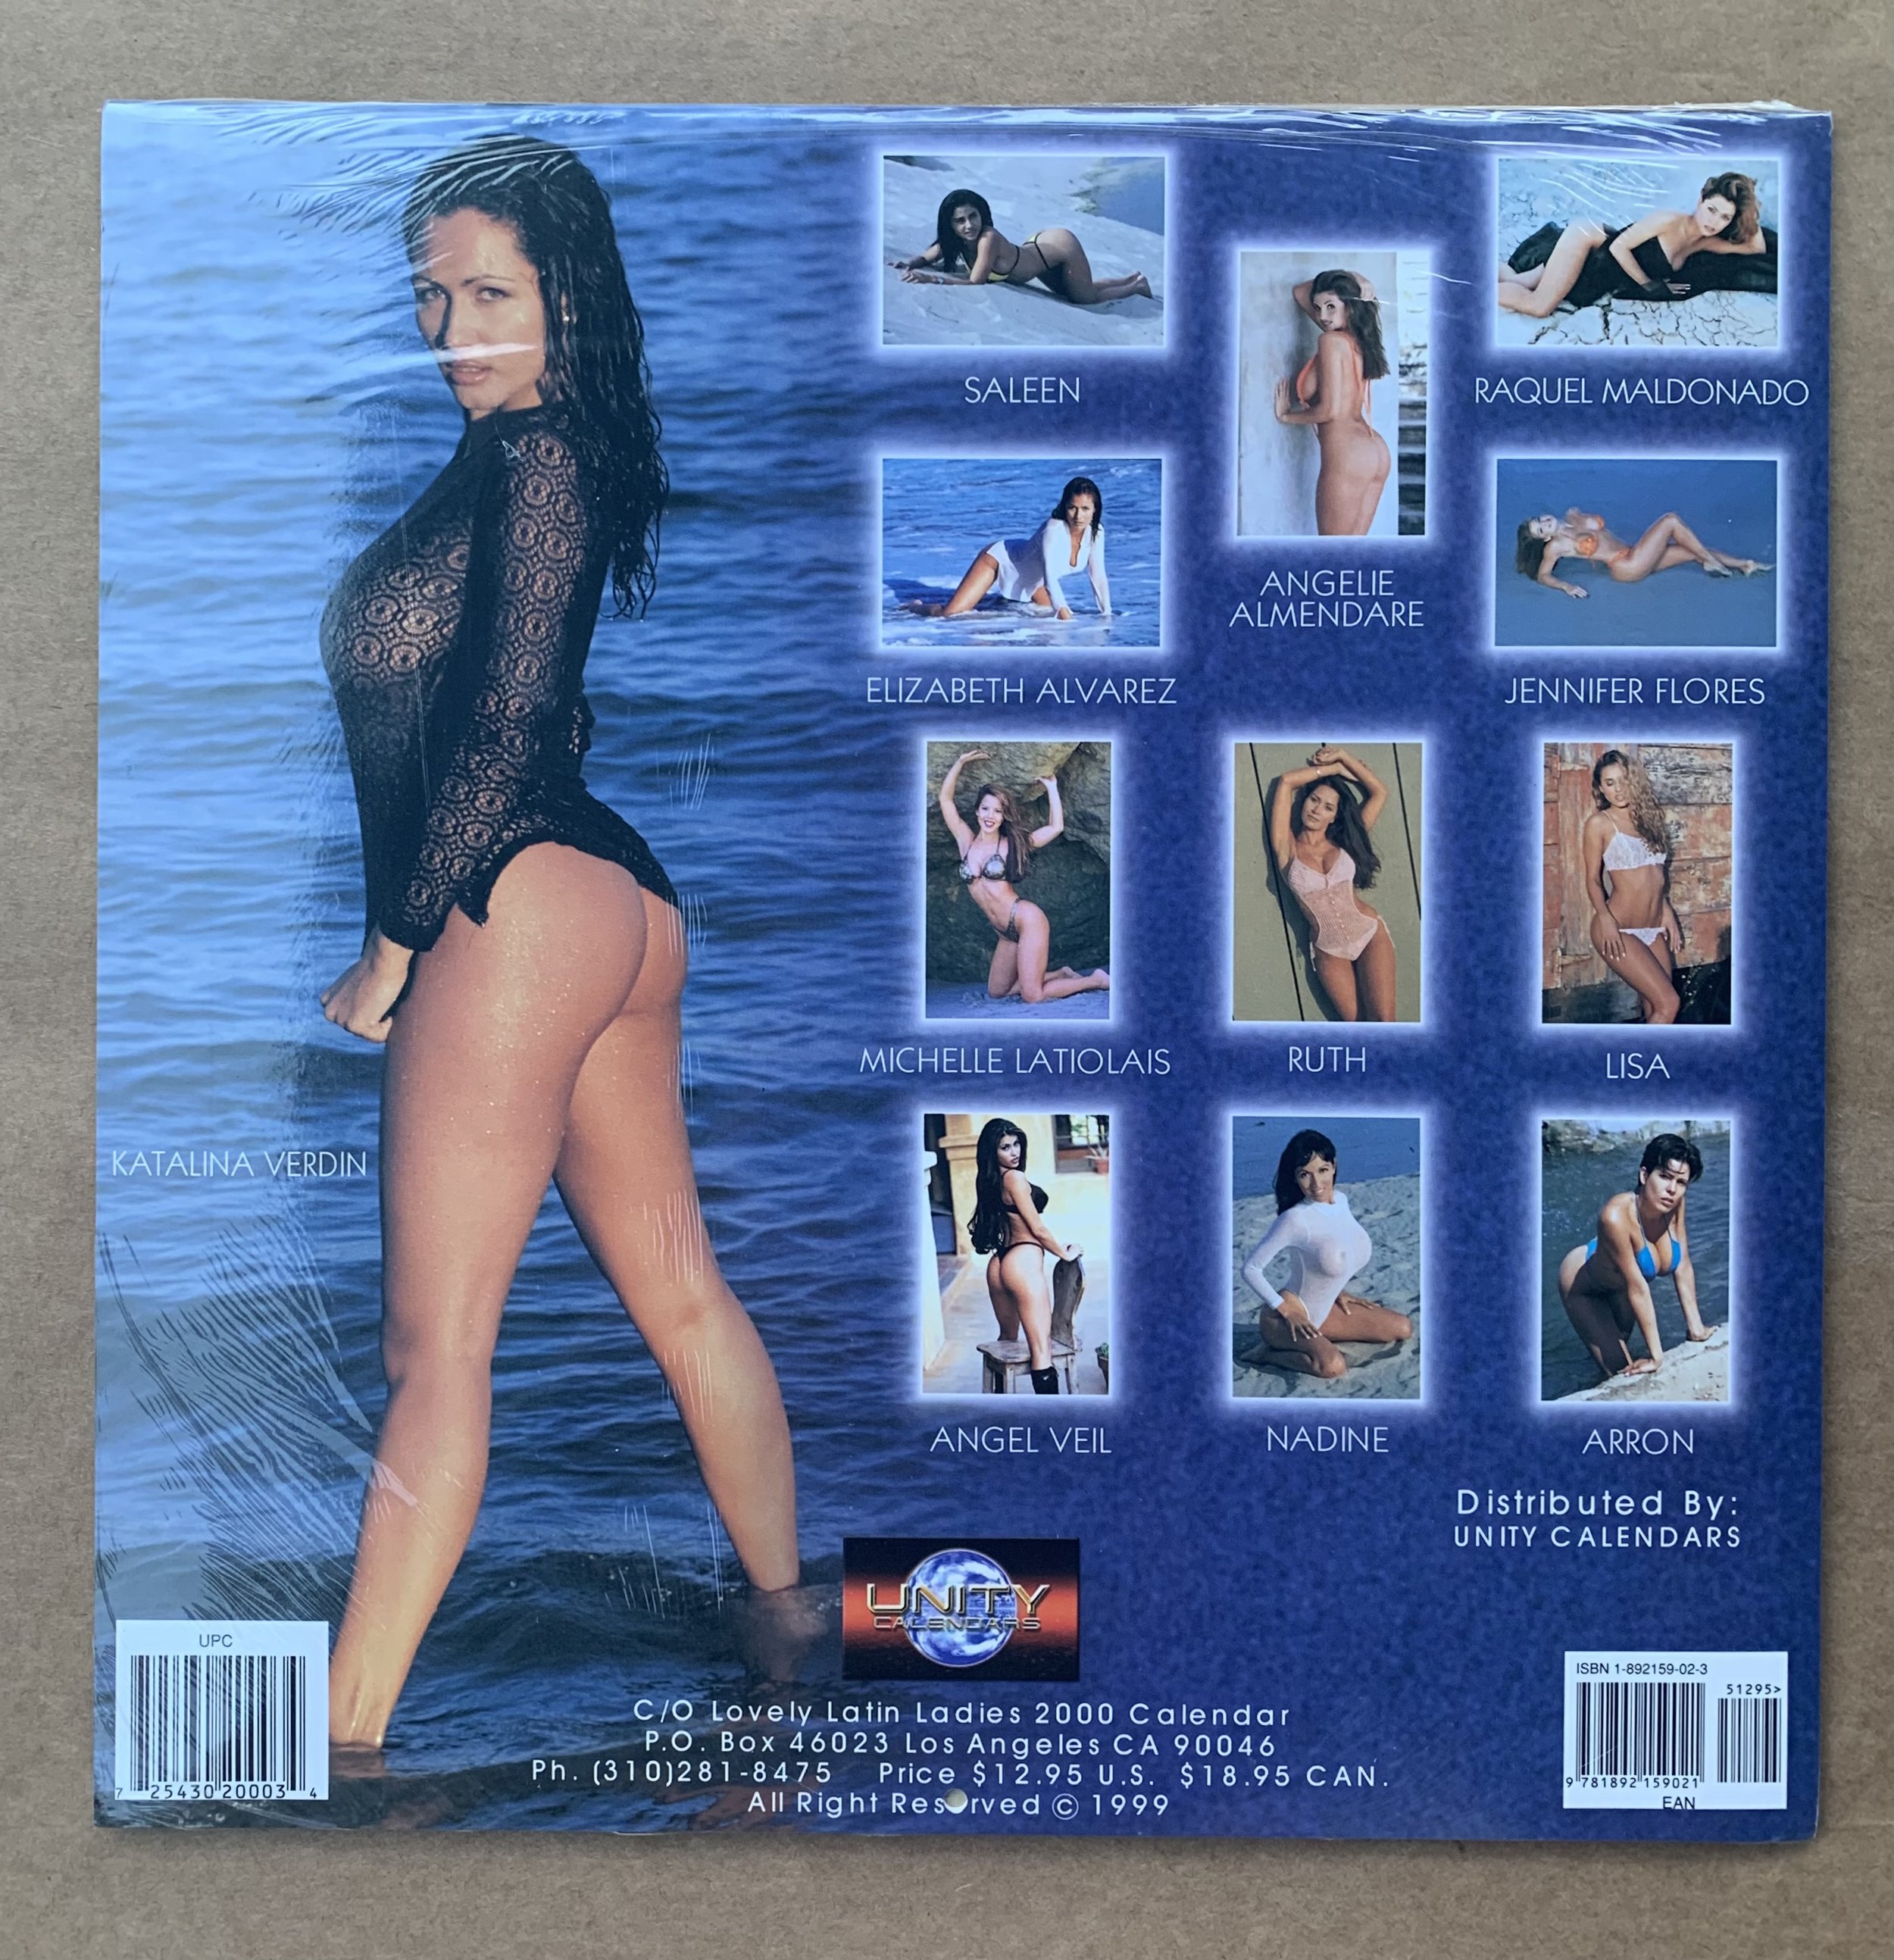 SALEEN
RAQUEL MALDONADO
ANGELIE
ALMENDARE
ELIZABETH ALVAREZ
JENNIFER FLORES
MICHELLE LATIOLAIS
RUTH
LISA
KATALINA VERDIN
ANGEL VEIL
NADINE
ARRON
Distributed By:
UNITY CALENDARS
UNITY
CALENDARS
UPC
7 25430 20003 4
C/O Lovely Latin Ladies 2000 Calendar
P.O. Box 46023 Los Angeles CA 90046
Ph. (310)281-8475 Price $12.95 U.S. $18.95 CAN.
All Right Reserved © 1999
ISBN 1-892159-02-3
51295>
9 781892 159021
EAN